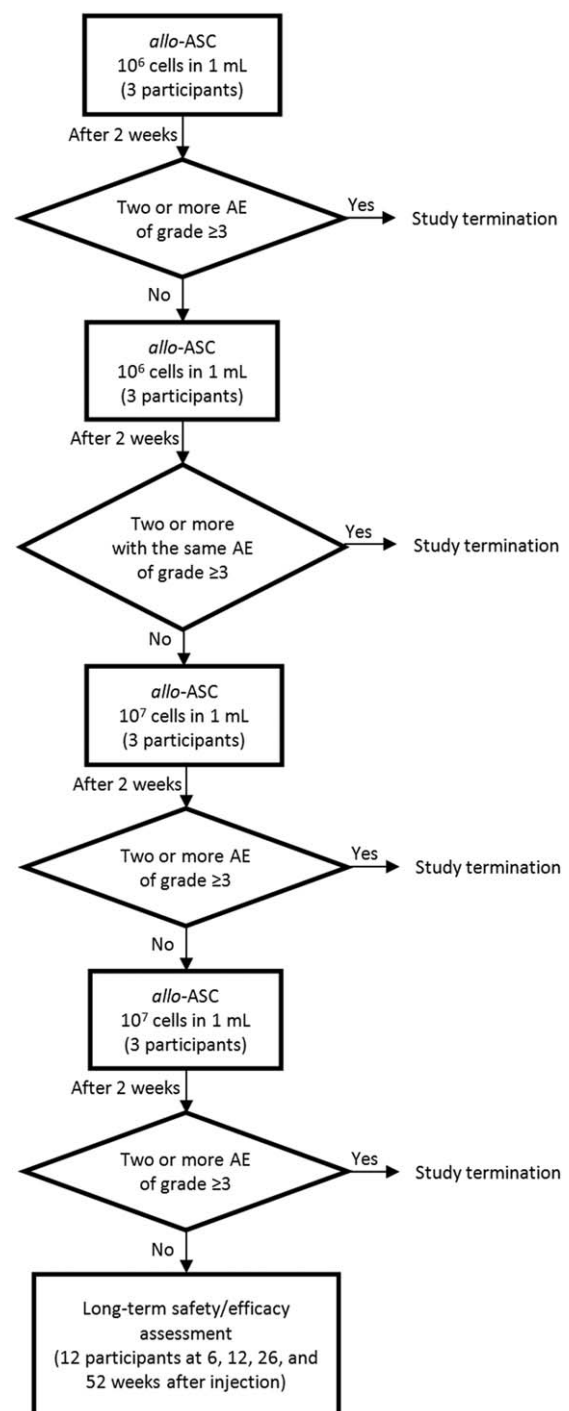 allo-ASC
10⁶ cells in 1 mL
(3 participants)
After 2 weeks
Two or more AE
of grade ≥3
Yes
Study termination
No
allo-ASC
10⁶ cells in 1 mL
(3 participants)
After 2 weeks
Two or more
with the same AE
of grade ≥3
Yes
Study termination
No
allo-ASC
10⁷ cells in 1 mL
(3 participants)
After 2 weeks
Two or more AE
of grade ≥3
Yes
Study termination
No
allo-ASC
10⁷ cells in 1 mL
(3 participants)
After 2 weeks
Two or more AE
of grade ≥3
Yes
Study termination
No
Long-term safety/efficacy
assessment
(12 participants at 6, 12, 26, and
52 weeks after injection)